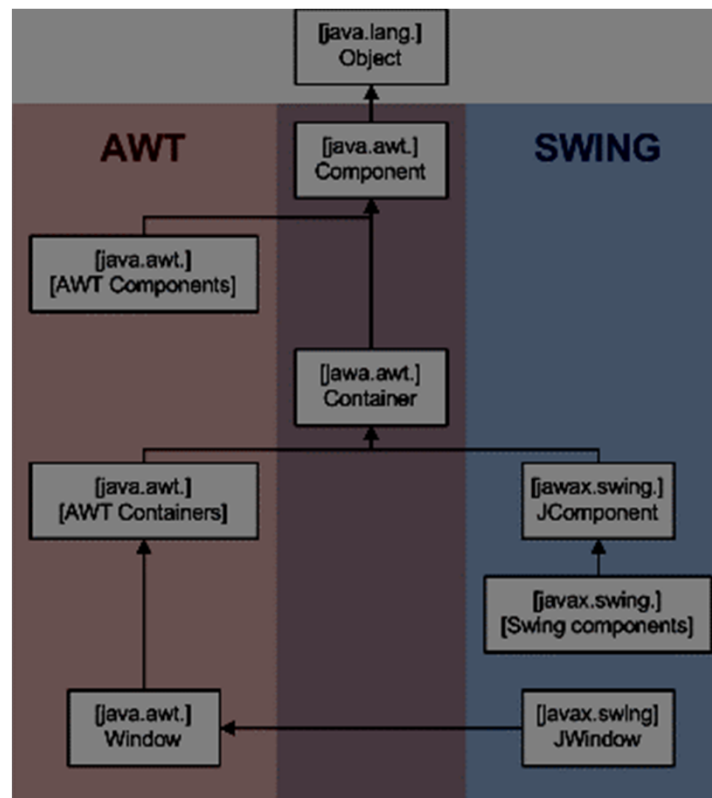 [java.lang.]
Object
AWT
SWING
[java.awt.]
Component
[java.awt.]
[AWT Components]
[jawa.awt.]
Container
[java.awt.]
[AWT Containers]
[jawax.swing.]
JComponent
[javax.swing.]
[Swing components]
[java.awt.]
Window
[javax.swing]
JWindow